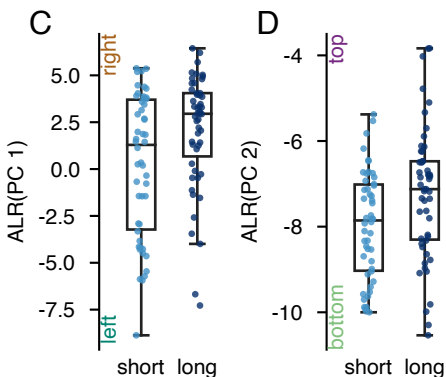 C
right
ALR(PC 1)
5.0
2.5
0.0
-2.5
-5.0
-7.5
left
short long
D
top
ALR(PC 2)
-4
-6
-8
-10
bottom
short long